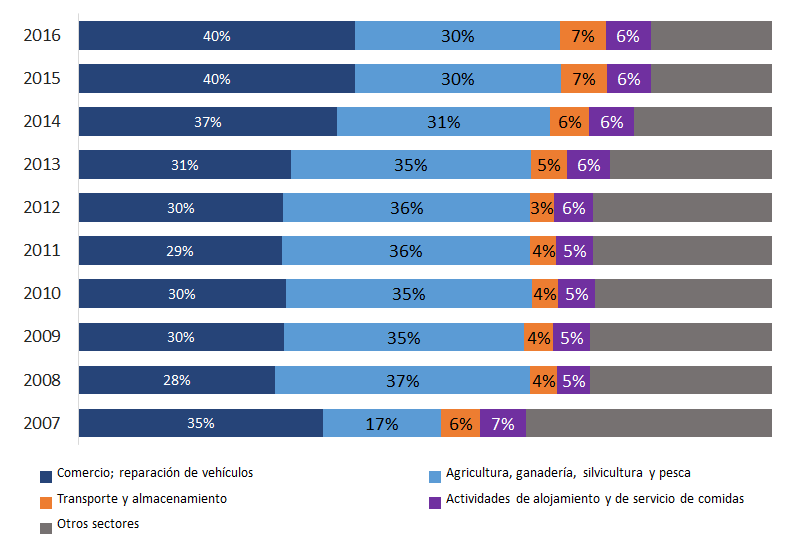 2016 40% 30% 7% 6%
2015 40% 30% 7% 6%
2014 37% 31% 6% 6%
2013 31% 35% 5% 6%
2012 30% 36% 3% 6%
2011 29% 36% 4% 5%
2010 30% 35% 4% 5%
2009 30% 35% 4% 5%
2008 28% 37% 4% 5%
2007 35% 17% 6% 7%
Comercio; reparación de vehículos Agricultura, ganadería, silvicultura y pesca
Transporte y almacenamiento Actividades de alojamiento y de servicio de comidas
Otros sectores